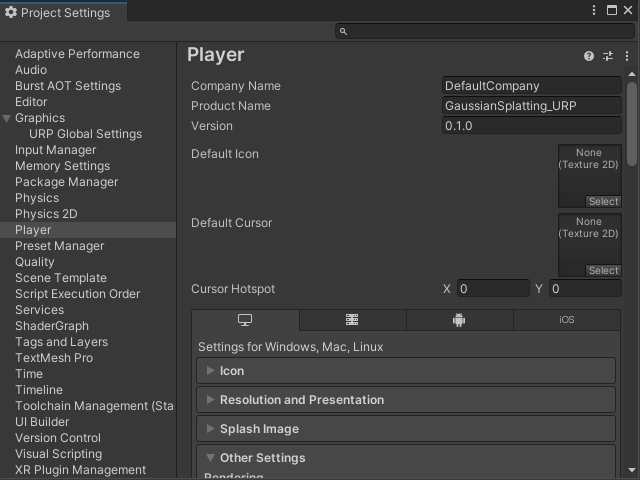 Project Settings
Adaptive Performance
Audio
Burst AOT Settings
Editor
Graphics
URP Global Settings
Input Manager
Memory Settings
Package Manager
Physics
Physics 2D
Player
Preset Manager
Quality
Scene Template
Script Execution Order
Services
ShaderGraph
Tags and Layers
TextMesh Pro
Time
Timeline
Toolchain Management (Sta
UI Builder
Version Control
Visual Scripting
XR Plugin Management
Player
Company Name DefaultCompany
Product Name GaussianSplatting_URP
Version 0.1.0
Default Icon
None
(Texture 2D)
Select
Default Cursor
None
(Texture 2D)
Select
Cursor Hotspot X 0 Y 0
iOS
Settings for Windows, Mac, Linux
Icon
Resolution and Presentation
Splash Image
Other Settings
Rendering